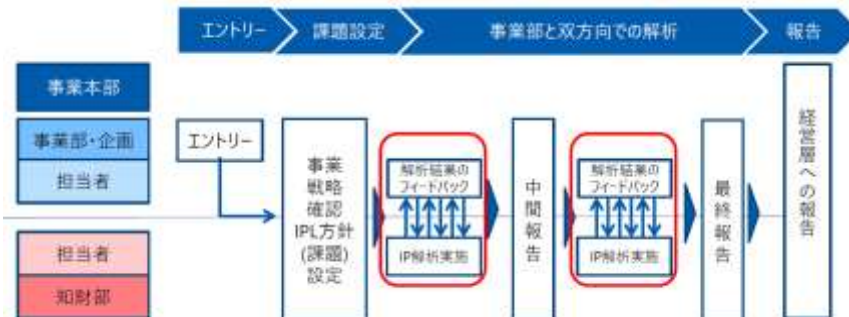 エントリー
課題設定
事業部と双方向での解析
報告
事業本部
事業部・企画
担当者
担当者
知財部
エントリー
事業
戦略
確認
IPL方針
(課題)
設定
解析結果の
フィードバック
IP解析実施
中間報告
解析結果の
フィードバック
IP解析実施
最終報告
経営層への報告